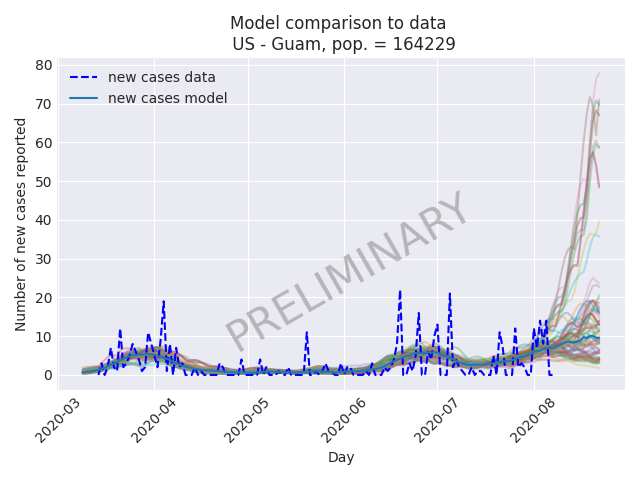 Model comparison to data
US - Guam, pop. = 164229
80
70
60
50
40
30
20
10
0
Number of new cases reported
new cases data
new cases model
PRELIMINARY
2020-03
2020-04
2020-05
2020-06
2020-07
2020-08
Day